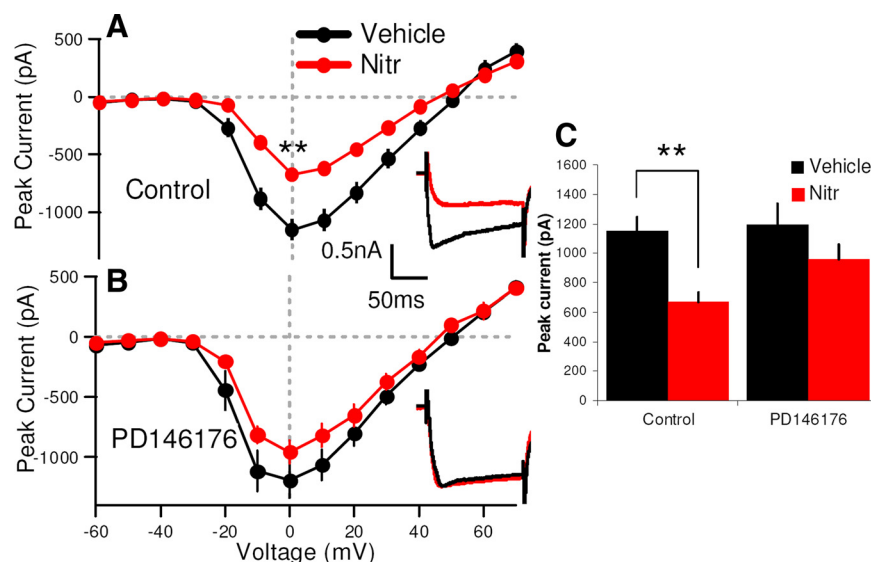 A
Vehicle
Nitr
Peak Current (pA)
500
0
-500
-1000
**
Control
0.5nA
50ms
B
Peak Current (pA)
500
0
-500
-1000
PD146176
-60
-40
-20
0
20
40
60
Voltage (mV)
C
**
Vehicle
Nitr
Peak current (pA)
1600
1400
1200
1000
800
600
400
200
0
Control
PD146176